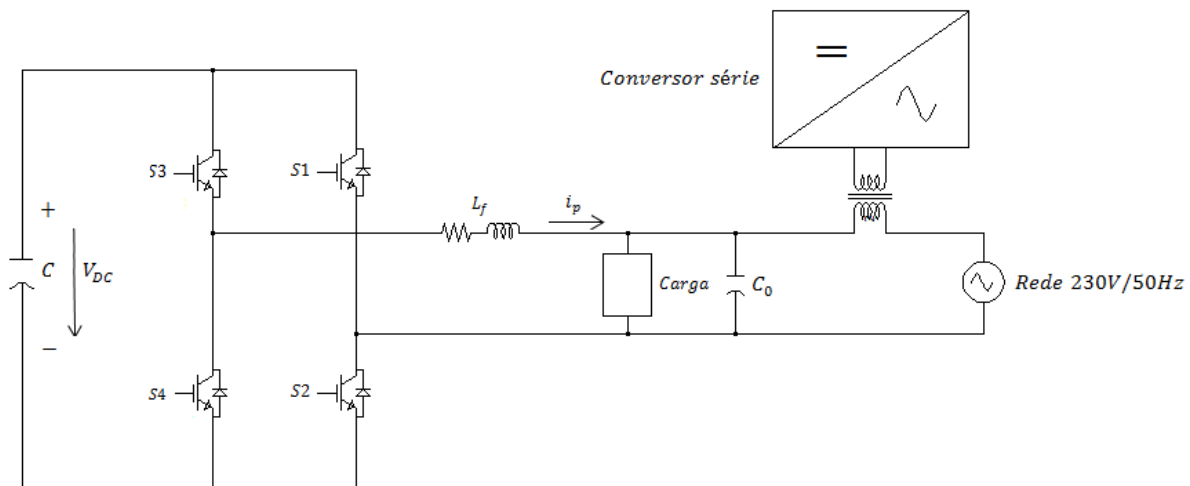 =
Conversor série
S3
S1
+
C
V_DC
−
L_f
i_p
Carga
C_0
Rede 230V/50Hz
S4
S2